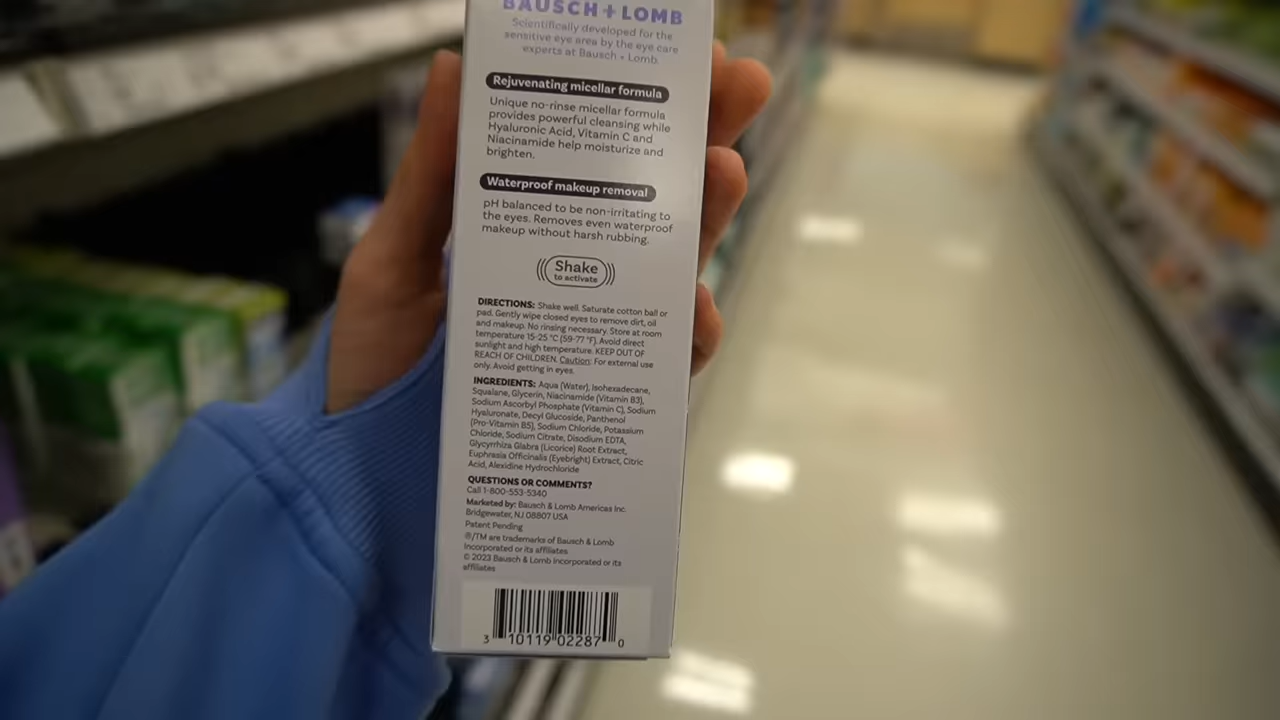 BAUSCH + LOMB
Scientifically developed for the
sensitive eye area by the eye care
experts at Bausch + Lomb.
Rejuvenating micellar formula
Unique no-rinse micellar formula
provides powerful cleansing while
Hyaluronic Acid, Vitamin C and
Niacinamide help moisturize and
brighten.
Waterproof makeup removal
pH balanced to be non-irritating to
the eyes. Removes even waterproof
makeup without harsh rubbing.
Shake
to activate
DIRECTIONS: Shake well. Saturate cotton ball or
pad. Gently wipe closed eyes to remove dirt, oil
and makeup. No rinsing necessary. Store at room
temperature 15-25 °C (59-77 °F). Avoid direct
sunlight and high temperature. KEEP OUT OF
REACH OF CHILDREN. Caution: For external use
only. Avoid getting in eyes.
INGREDIENTS: Aqua (Water), Isohexadecane,
Squalane, Glycerin, Niacinamide (Vitamin B3),
Sodium Ascorbyl Phosphate (Vitamin C), Sodium
Hyaluronate, Decyl Glucoside, Panthenol
(Pro-Vitamin B5), Sodium Chloride, Potassium
Chloride, Sodium Citrate, Disodium EDTA,
Glycyrrhiza Glabra (Licorice) Root Extract,
Euphrasia Officinalis (Eyebright) Extract, Citric
Acid, Alexidine Hydrochloride
QUESTIONS OR COMMENTS?
Call 1-800-553-5340
Marketed by: Bausch & Lomb Americas Inc.
Bridgewater, NJ 08807 USA
Patent Pending
®/TM are trademarks of Bausch & Lomb
Incorporated or its affiliates
© 2023 Bausch & Lomb Incorporated or its
affiliates
3 10119 02287 0